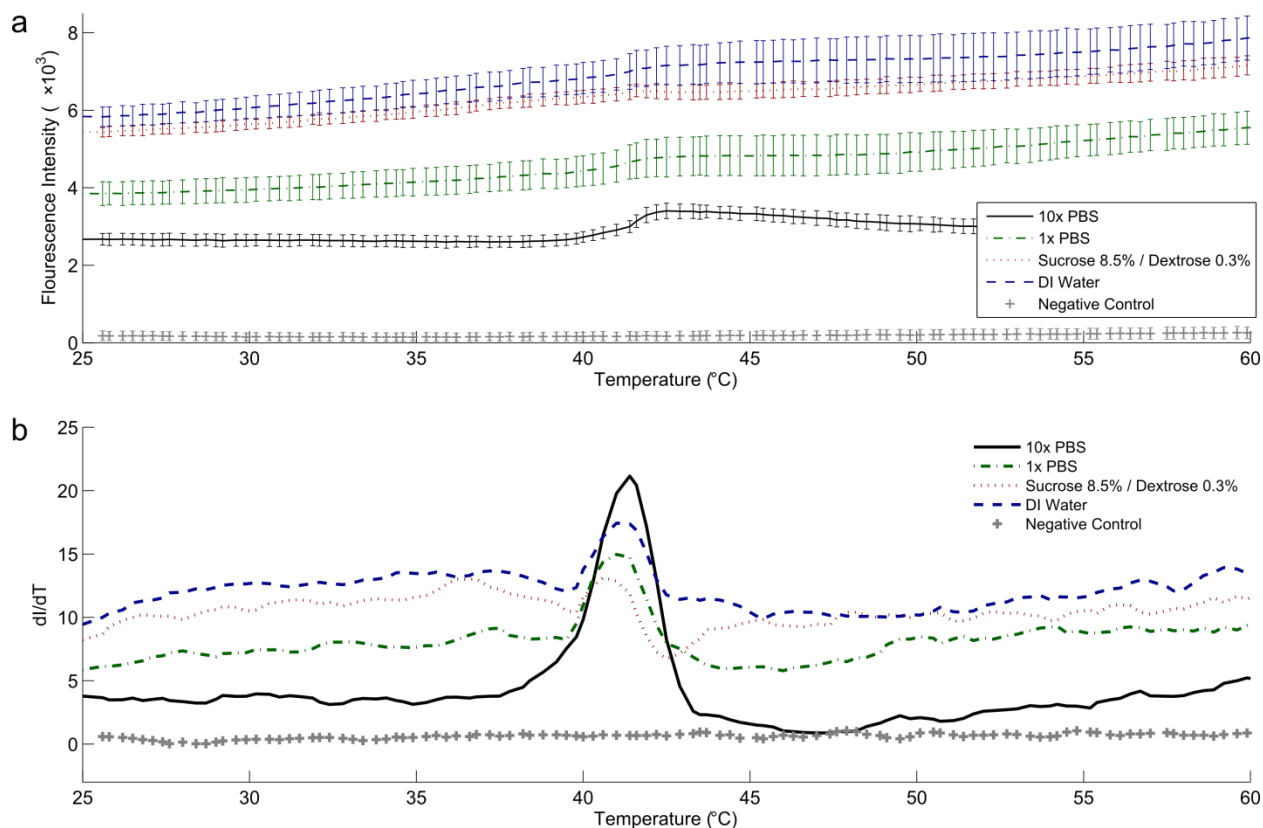 a
Flourescence Intensity ( ×10³)
8
6
4
2
0
10x PBS
1x PBS
Sucrose 8.5% / Dextrose 0.3%
DI Water
Negative Control
25 30 35 40 45 50 55 60
Temperature (°C)
b
dI/dT
25
20
15
10
5
0
10x PBS
1x PBS
Sucrose 8.5% / Dextrose 0.3%
DI Water
Negative Control
25 30 35 40 45 50 55 60
Temperature (°C)